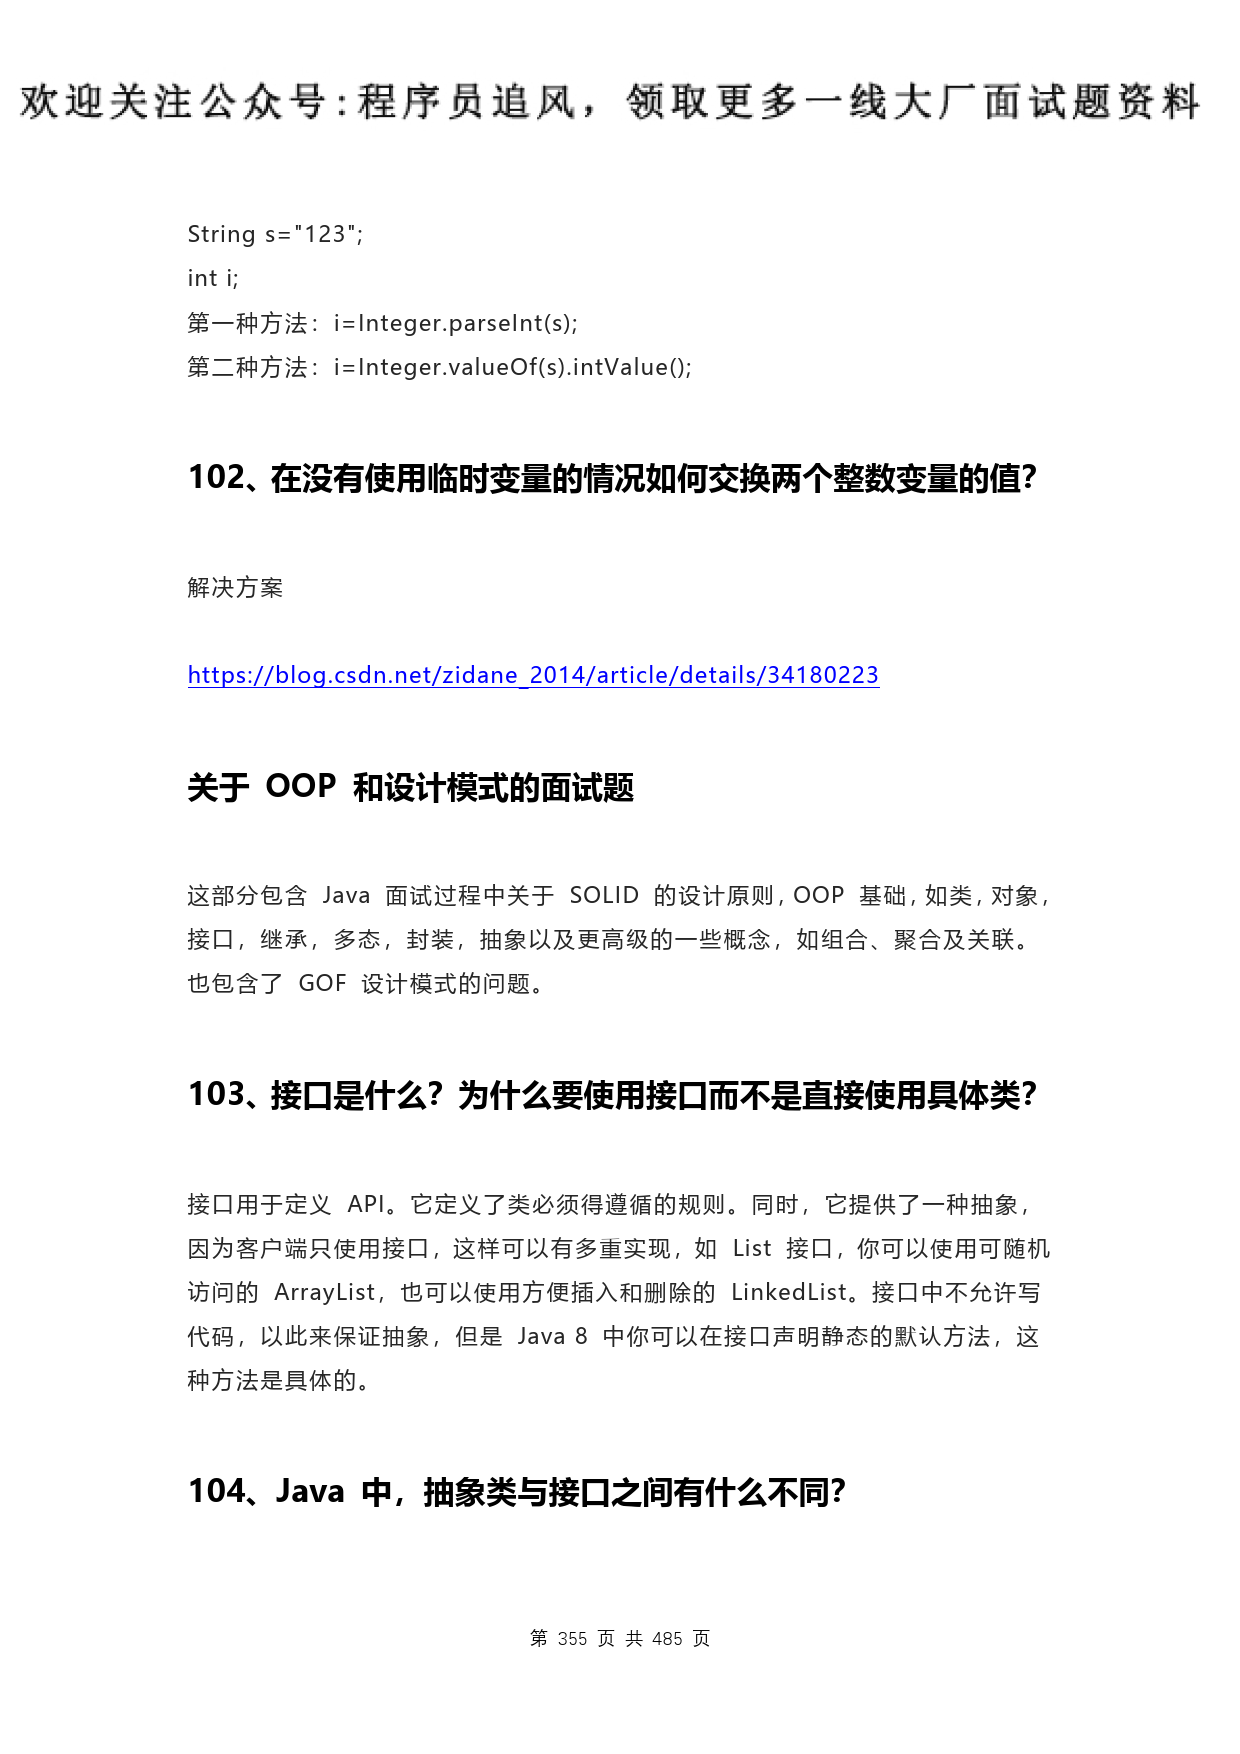 欢迎关注公众号:程序员追风，领取更多一线大厂面试题资料
String s="123";
int i;
第一种方法：i=Integer.parseInt(s);
第二种方法：i=Integer.valueOf(s).intValue();
102、在没有使用临时变量的情况如何交换两个整数变量的值？
解决方案
https://blog.csdn.net/zidane_2014/article/details/34180223
关于 OOP 和设计模式的面试题
这部分包含 Java 面试过程中关于 SOLID 的设计原则，OOP 基础，如类，对象，
接口，继承，多态，封装，抽象以及更高级的一些概念，如组合、聚合及关联。
也包含了 GOF 设计模式的问题。
103、接口是什么？为什么要使用接口而不是直接使用具体类？
接口用于定义 API。它定义了类必须得遵循的规则。同时，它提供了一种抽象，
因为客户端只使用接口，这样可以有多重实现，如 List 接口，你可以使用可随机
访问的 ArrayList，也可以使用方便插入和删除的 LinkedList。接口中不允许写
代码，以此来保证抽象，但是 Java 8 中你可以在接口声明静态的默认方法，这
种方法是具体的。
104、Java 中，抽象类与接口之间有什么不同？
第 355 页 共 485 页